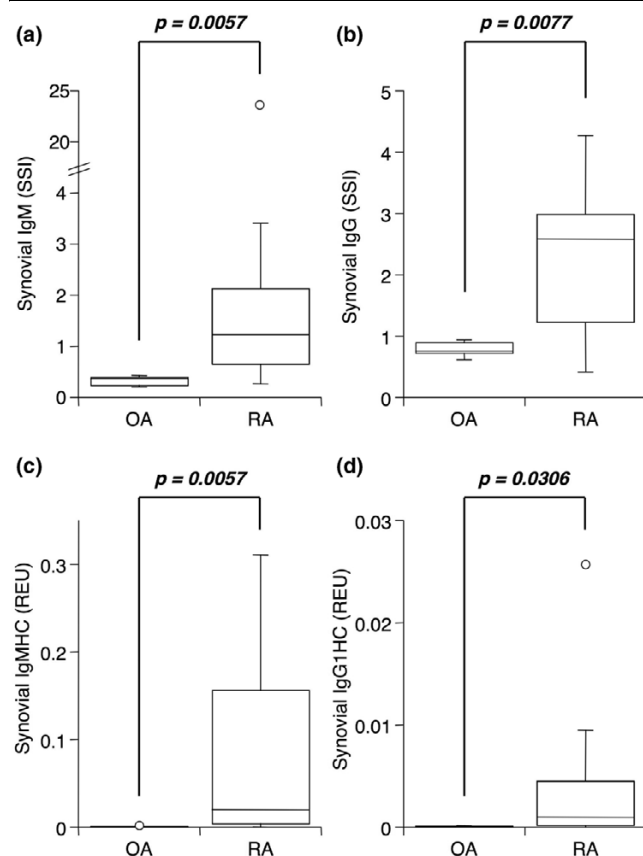 (a)
p = 0.0057
Synovial IgM (SSI)
25
20
4
3
2
1
0
OA
RA
(b)
p = 0.0077
Synovial IgG (SSI)
5
4
3
2
1
0
OA
RA
(c)
p = 0.0057
Synovial IgMHC (REU)
0.3
0.2
0.1
0
OA
RA
(d)
p = 0.0306
Synovial IgG1HC (REU)
0.03
0.02
0.01
0
OA
RA